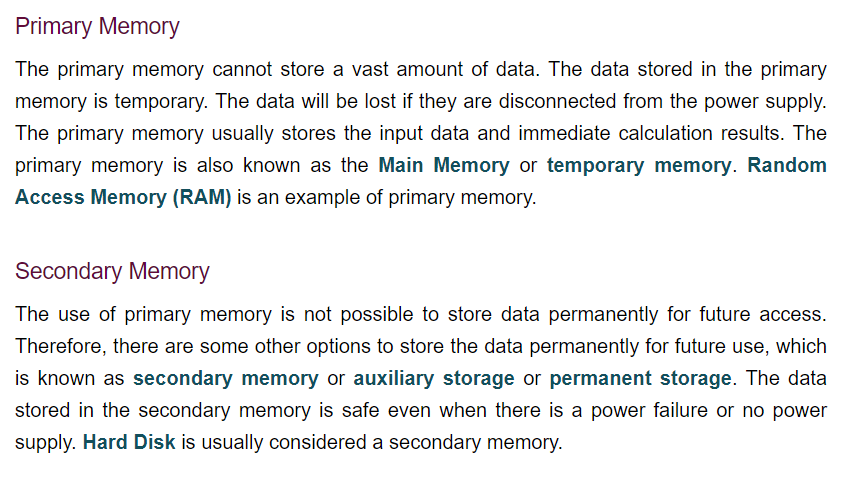 Primary Memory
The primary memory cannot store a vast amount of data. The data stored in the primary
memory is temporary. The data will be lost if they are disconnected from the power supply.
The primary memory usually stores the input data and immediate calculation results. The
primary memory is also known as the Main Memory or temporary memory. Random
Access Memory (RAM) is an example of primary memory.
Secondary Memory
The use of primary memory is not possible to store data permanently for future access.
Therefore, there are some other options to store the data permanently for future use, which
is known as secondary memory or auxiliary storage or permanent storage. The data
stored in the secondary memory is safe even when there is a power failure or no power
supply. Hard Disk is usually considered a secondary memory.